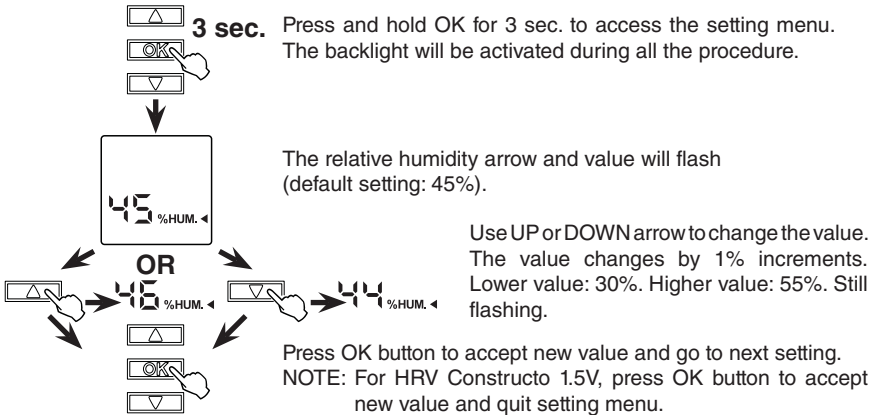 3 sec.
OK
Press and hold OK for 3 sec. to access the setting menu.
The backlight will be activated during all the procedure.
The relative humidity arrow and value will flash
(default setting: 45%).
45 %HUM.
Use UP or DOWN arrow to change the value.
The value changes by 1% increments.
Lower value: 30%. Higher value: 55%. Still
flashing.
OR
46 %HUM.
44 %HUM.
OK
Press OK button to accept new value and go to next setting.
NOTE: For HRV Constructo 1.5V, press OK button to accept
new value and quit setting menu.